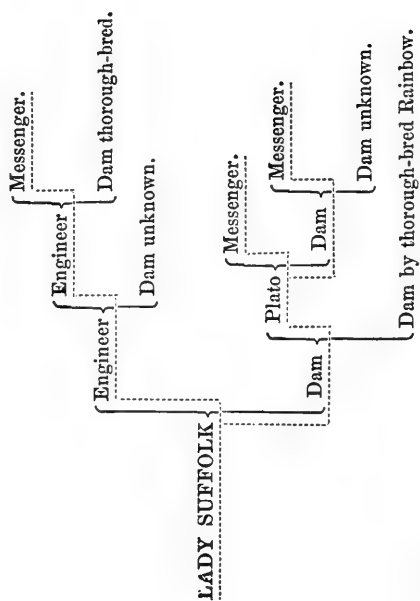 Messenger.
Engineer
Dam thorough-bred.
Engineer
Dam unknown.
LADY SUFFOLK
Messenger.
Plato
Messenger.
Dam
Dam unknown.
Dam
Dam by thorough-bred Rainbow.